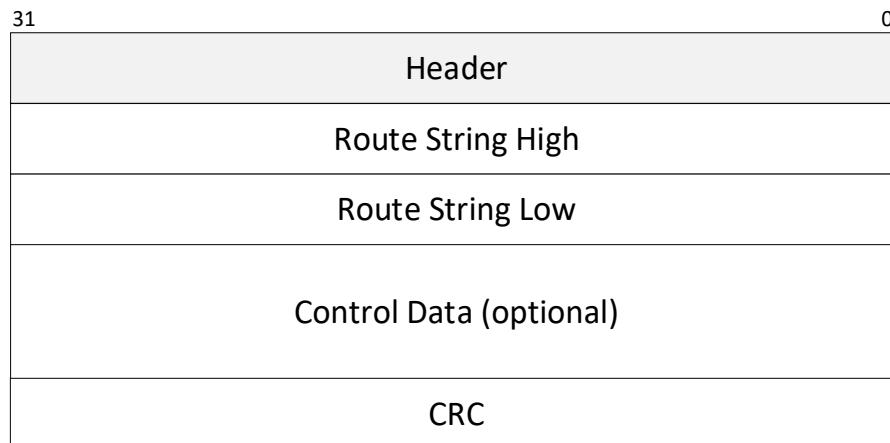 31 0
Header
Route String High
Route String Low
Control Data (optional)
CRC